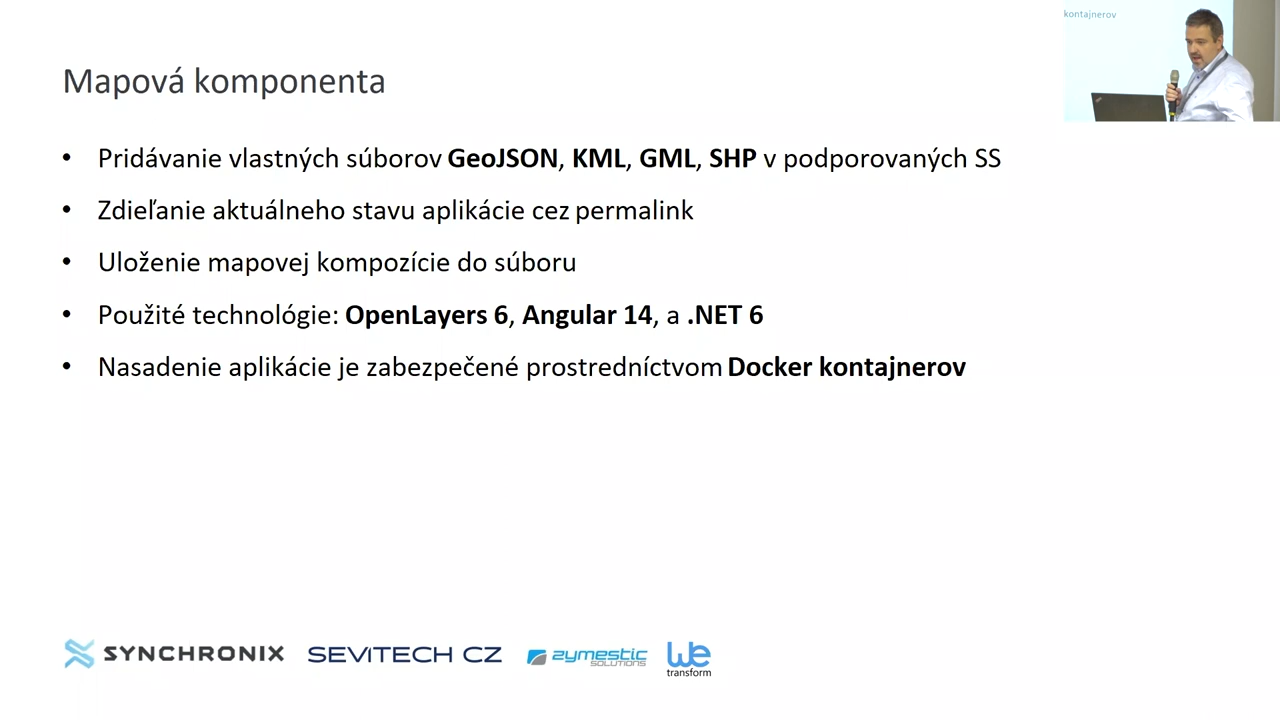 kontajnerov
Mapová komponenta
• Pridávanie vlastných súborov GeoJSON, KML, GML, SHP v podporovaných SS
• Zdieľanie aktuálneho stavu aplikácie cez permalink
• Uloženie mapovej kompozície do súboru
• Použité technológie: OpenLayers 6, Angular 14, a .NET 6
• Nasadenie aplikácie je zabezpečené prostredníctvom Docker kontajnerov
SYNCHRONIX
SEVITECH CZ
zymestic
SOLUTIONS
we
transform